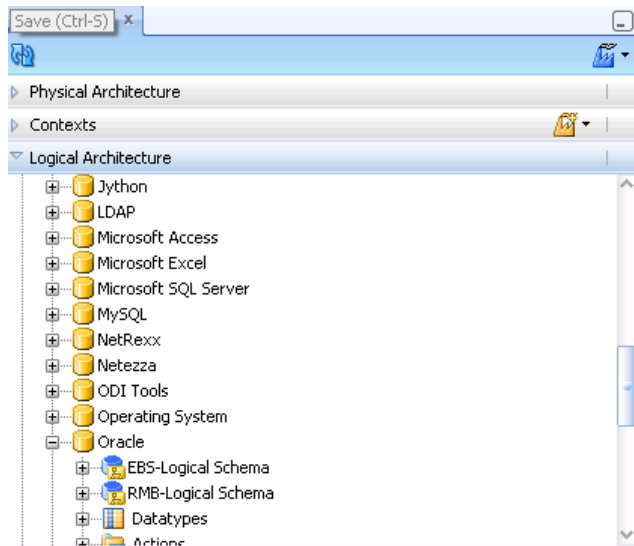 Save (Ctrl-S)
Physical Architecture
Contexts
Logical Architecture
Jython
LDAP
Microsoft Access
Microsoft Excel
Microsoft SQL Server
MySQL
NetRexx
Netezza
ODI Tools
Operating System
Oracle
EBS-Logical Schema
RMB-Logical Schema
Datatypes
Actions